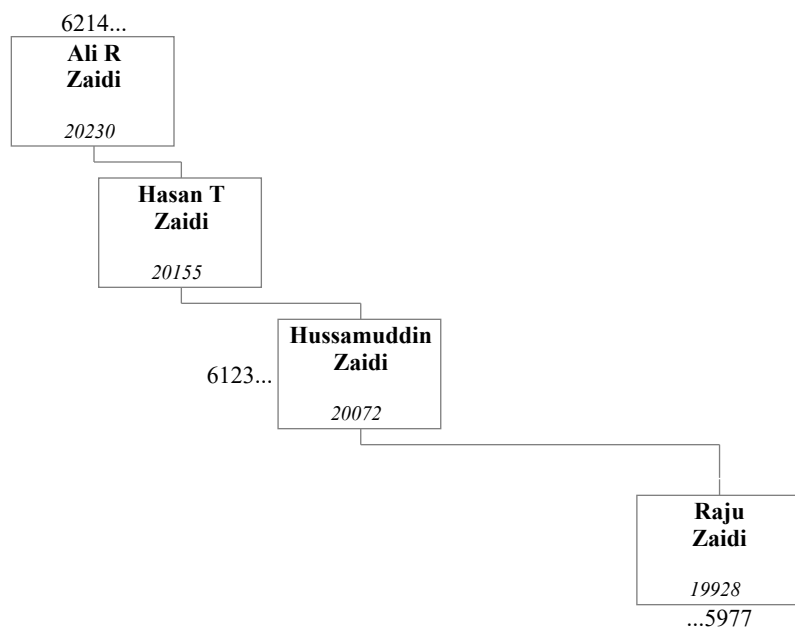 6214...
Ali R
Zaidi
20230
Hasan T
Zaidi
20155
Hussamuddin
Zaidi
6123...
20072
Raju
Zaidi
19928
...5977